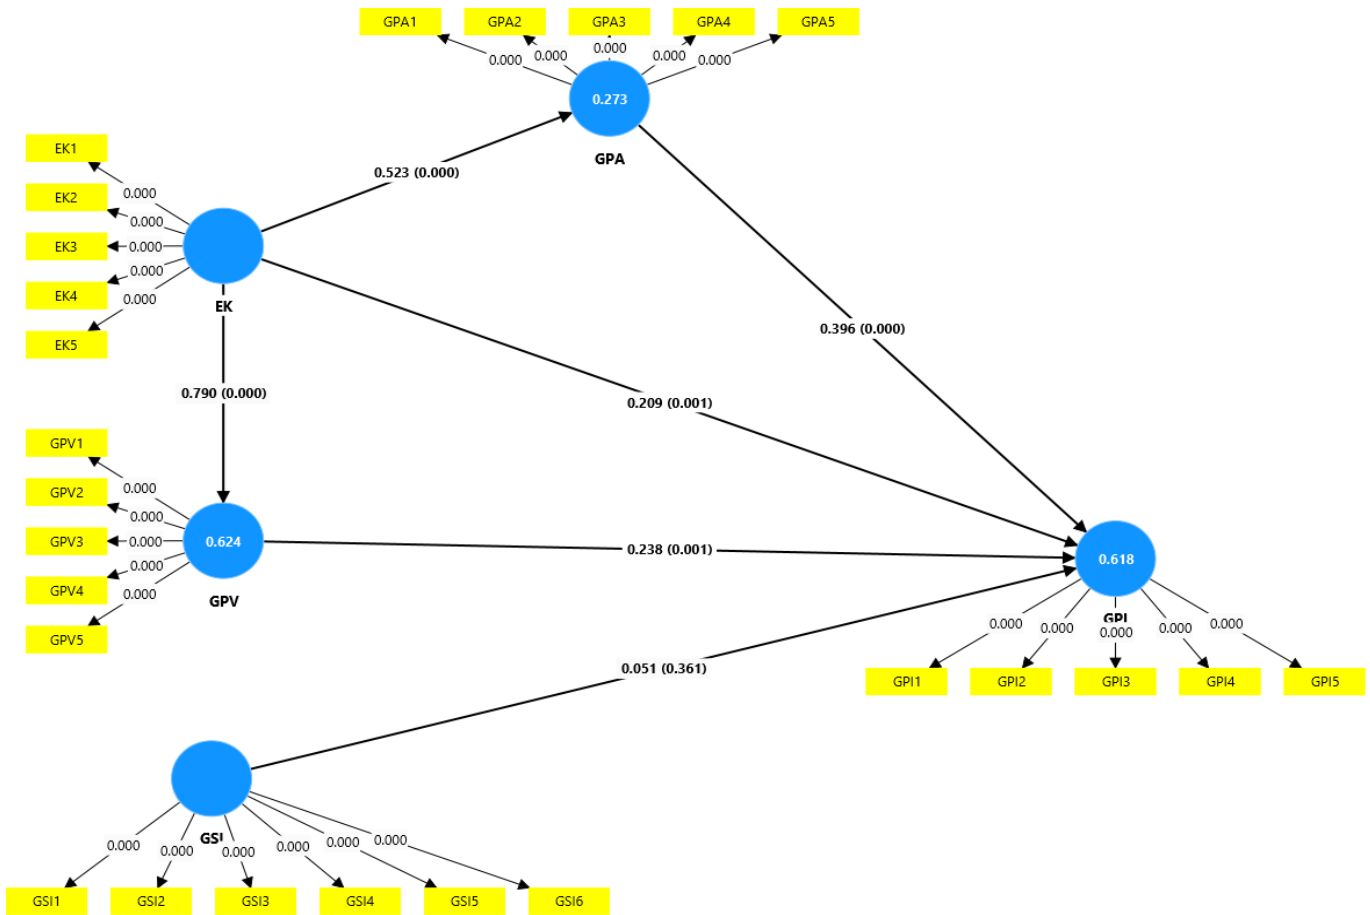 GPA1 GPA2 GPA3 GPA4 GPA5
0.000 0.000 0.000 0.000 0.000
0.273
GPA
EK1
EK2
EK3
EK4
EK5
0.000
0.000
0.000
0.000
0.000
EK
0.523 (0.000)
0.396 (0.000)
0.209 (0.001)
0.790 (0.000)
GPV1
GPV2
GPV3
GPV4
GPV5
0.000
0.000
0.000
0.000
0.000
0.624
GPV
0.238 (0.001)
0.618
GPI
0.000 0.000 0.000 0.000 0.000
GPI1 GPI2 GPI3 GPI4 GPI5
0.051 (0.361)
GSI
0.000 0.000 0.000 0.000 0.000 0.000
GSI1 GSI2 GSI3 GSI4 GSI5 GSI6